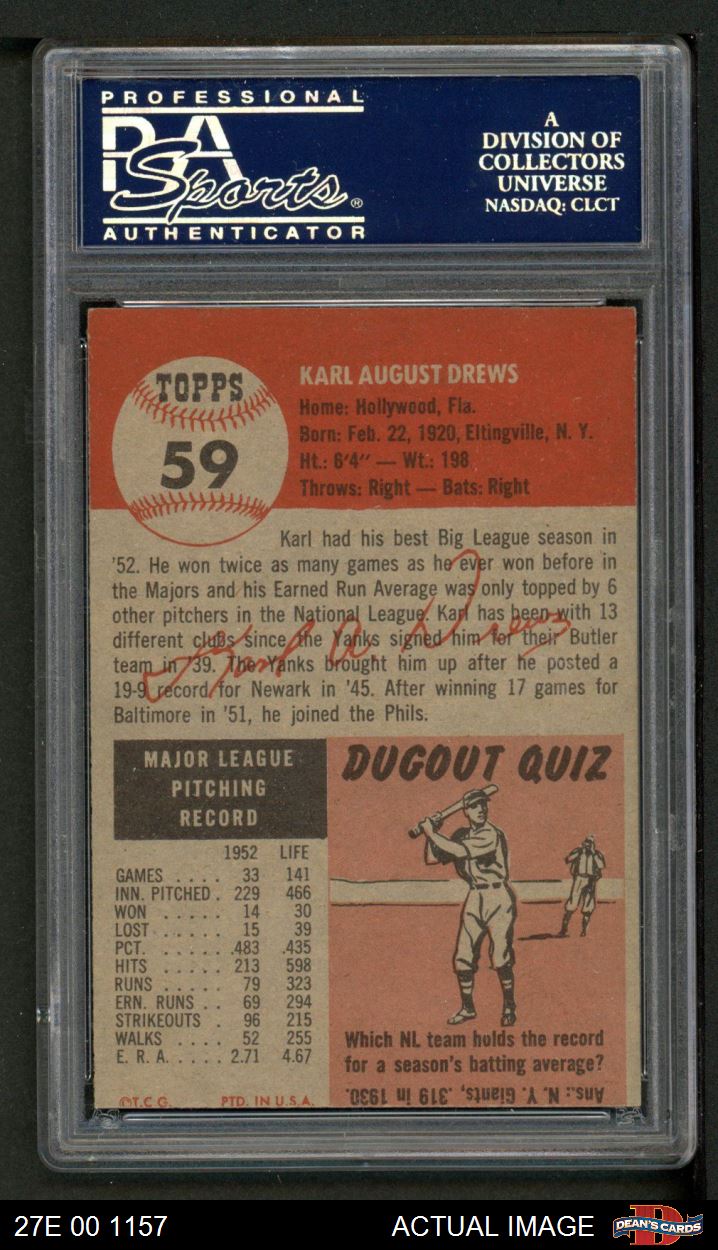 PROFESSIONAL
PSA
Sports®
AUTHENTICATOR
A
DIVISION OF
COLLECTORS
UNIVERSE
NASDAQ: CLCT
TOPPS
59
KARL AUGUST DREWS
Home: Hollywood, Fla.
Born: Feb. 22, 1920, Eltingville, N. Y.
Ht.: 6'4" — Wt.: 198
Throws: Right — Bats: Right
Karl had his best Big League season in
'52. He won twice as many games as he ever won before in
the Majors and his Earned Run Average was only topped by 6
other pitchers in the National League. Karl has been with 13
different clubs since the Yanks signed him for their Butler
team in '39. The Yanks brought him up after he posted a
19-9 record for Newark in '45. After winning 17 games for
Baltimore in '51, he joined the Phils.
Karl A. Drews
MAJOR LEAGUE
PITCHING
RECORD
1952 LIFE
GAMES .... 33 141
INN. PITCHED . 229 466
WON ..... 14 30
LOST ..... 15 39
PCT. ...... .483 .435
HITS ..... 213 598
RUNS ..... 79 323
ERN. RUNS .. 69 294
STRIKEOUTS . 96 215
WALKS .... 52 255
E. R. A. .... 2.71 4.67
©T.C.G. PTD. IN U.S.A.
DUGOUT QUIZ
Which NL team holds the record
for a season's batting average?
Ans.: N. Y. Giants, .319 in 1930.
27E 00 1157
ACTUAL IMAGE
D
DEAN'S CARDS